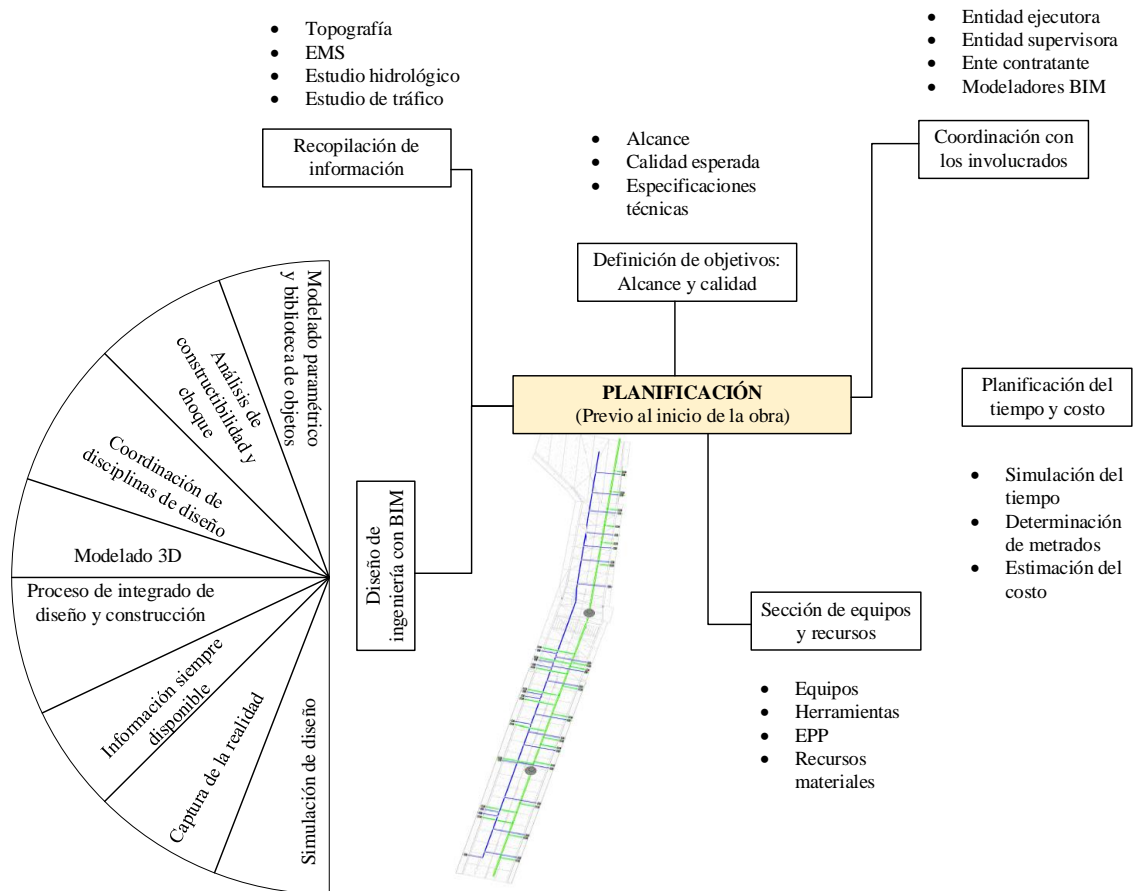 • Topografía
• EMS
• Estudio hidrológico
• Estudio de tráfico
Recopilación de
información
• Alcance
• Calidad esperada
• Especificaciones
técnicas
Definición de objetivos:
Alcance y calidad
• Entidad ejecutora
• Entidad supervisora
• Ente contratante
• Modeladores BIM
Coordinación con
los involucrados
PLANIFICACIÓN
(Previo al inicio de la obra)
Planificación del
tiempo y costo
• Simulación del
tiempo
• Determinación
de metrados
• Estimación del
costo
Sección de equipos
y recursos
• Equipos
• Herramientas
• EPP
• Recursos
materiales
Diseño de
ingeniería con BIM
Modelado paramétrico
y biblioteca de objetos
Análisis de
constructibilidad y
choque
Coordinación de
disciplinas de diseño
Modelado 3D
Proceso de integrado de
diseño y construcción
Información siempre
disponible
Captura de la realidad
Simulación de diseño